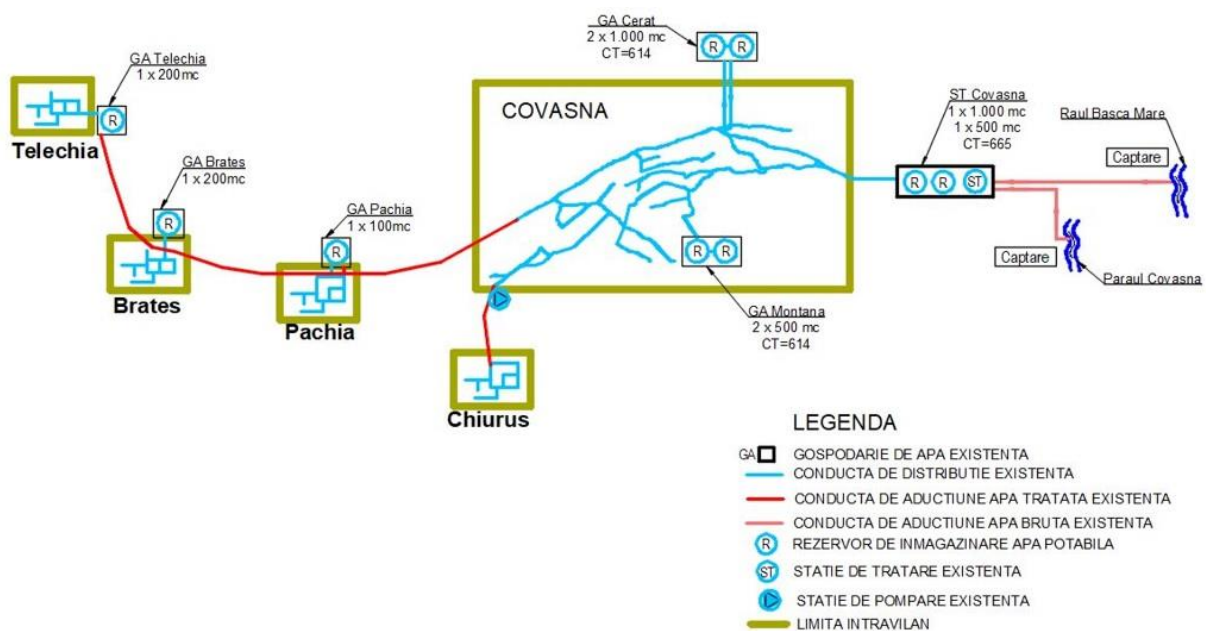 GA Cerat
2 x 1.000 mc
CT=614
GA Telechia
1 x 200mc
R
R R
COVASNA
ST Covasna
1 x 1.000 mc
1 x 500 mc
CT=665
Raul Basca Mare
Captare
R R ST
Telechia
GA Brates
1 x 200mc
R
GA Pachia
1 x 100mc
R
R R
Captare
Paraul Covasna
Brates
Pachia
GA Montana
2 x 500 mc
CT=614
Chiurus
LEGENDA
GA GOSPODARIE DE APA EXISTENTA
CONDUCTA DE DISTRIBUTIE EXISTENTA
CONDUCTA DE ADUCTIUNE APA TRATATA EXISTENTA
CONDUCTA DE ADUCTIUNE APA BRUTA EXISTENTA
R REZERVOR DE INMAGAZINARE APA POTABILA
ST STATIE DE TRATARE EXISTENTA
STATIE DE POMPARE EXISTENTA
LIMITA INTRAVILAN